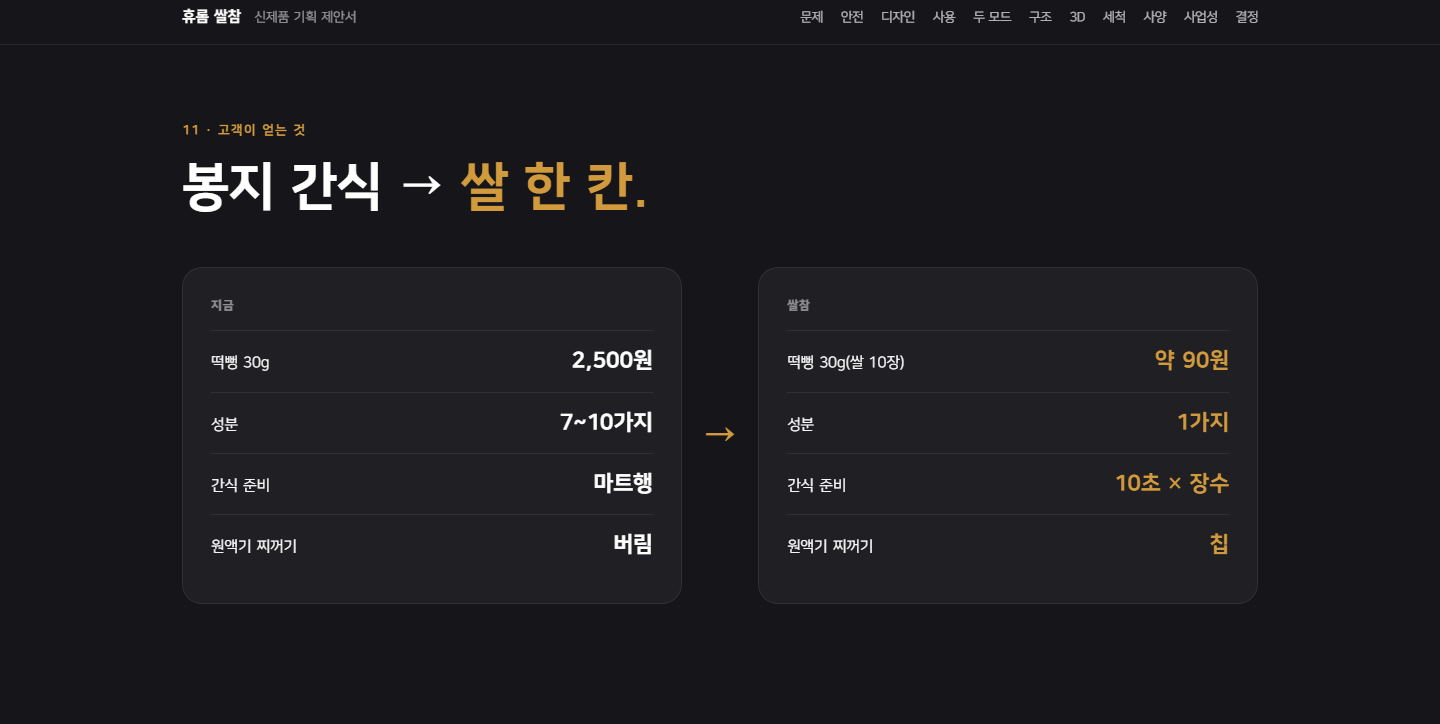 휴롬 쌀참 신제품 기획 제안서
문제 안전 디자인 사용 두 모드 구조 3D 세척 사양 사업성 결정
11 · 고객이 얻는 것
봉지 간식 → 쌀 한 칸.
지금
떡뻥 30g 2,500원
성분 7~10가지
간식 준비 마트행
원액기 찌꺼기 버림
→
쌀참
떡뻥 30g(쌀 10장) 약 90원
성분 1가지
간식 준비 10초 × 장수
원액기 찌꺼기 칩